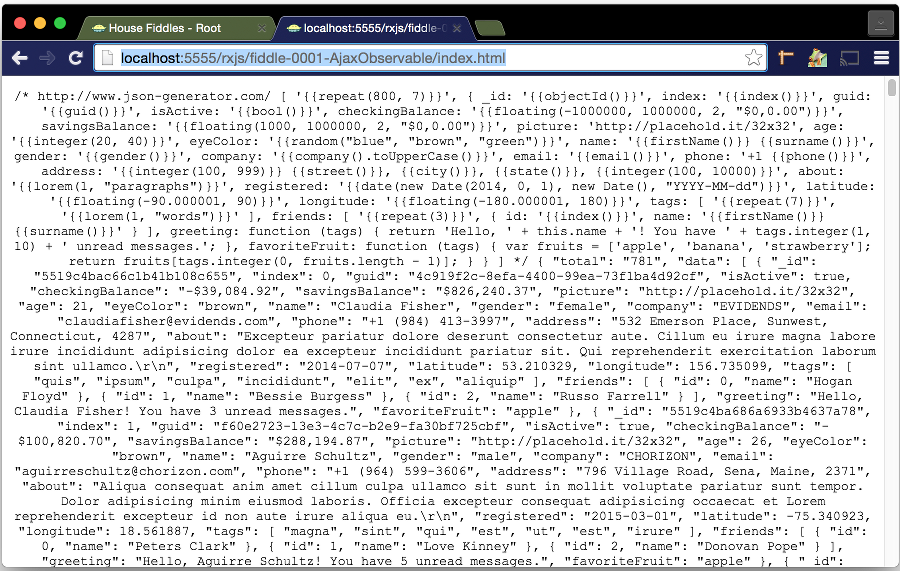 House Fiddles - Root
localhost:5555/rxjs/fiddle-0
localhost:5555/rxjs/fiddle-0001-AjaxObservable/index.html
/* http://www.json-generator.com/ [ '{{repeat(800, 7)}}', { _id: '{{objectId()}}', index: '{{index()}}', guid:
'{{guid()}}', isActive: '{{bool()}}', checkingBalance: '{{floating(-1000000, 1000000, 2, "$0,0.00")}}',
savingsBalance: '{{floating(1000, 1000000, 2, "$0,0.00")}}', picture: 'http://placehold.it/32x32', age:
'{{integer(20, 40)}}', eyeColor: '{{random("blue", "brown", "green")}}', name: '{{firstName()}} {{surname()}}',
gender: '{{gender()}}', company: '{{company().toUpperCase()}}', email: '{{email()}}', phone: '+1 {{phone()}}',
address: '{{integer(100, 999)}} {{street()}}, {{city()}}, {{state()}}, {{integer(100, 10000)}}', about:
'{{lorem(1, "paragraphs")}}', registered: '{{date(new Date(2014, 0, 1), new Date(), "YYYY-MM-dd")}}', latitude:
'{{floating(-90.000001, 90)}}', longitude: '{{floating(-180.000001, 180)}}', tags: [ '{{repeat(7)}}',
'{{lorem(1, "words")}}' ], friends: [ '{{repeat(3)}}', { id: '{{index()}}', name: '{{firstName()}}
{{surname()}}' } ], greeting: function (tags) { return 'Hello, ' + this.name + '! You have ' + tags.integer(1,
10) + ' unread messages.'; }, favoriteFruit: function (tags) { var fruits = ['apple', 'banana', 'strawberry'];
return fruits[tags.integer(0, fruits.length - 1)]; } } ] */ { "total": "781", "data": [ { "_id":
"5519c4bac66c1b41b108c655", "index": 0, "guid": "4c919f2c-8efa-4400-99ea-73f1ba4d92cf", "isActive": true,
"checkingBalance": "-$39,084.92", "savingsBalance": "$826,240.37", "picture": "http://placehold.it/32x32",
"age": 21, "eyeColor": "brown", "name": "Claudia Fisher", "gender": "female", "company": "EVIDENDS", "email":
"claudiafisher@evidends.com", "phone": "+1 (984) 413-3997", "address": "532 Emerson Place, Sunwest,
Connecticut, 4287", "about": "Excepteur pariatur dolore deserunt consectetur aute. Cillum eu irure magna labore
irure incididunt adipisicing dolor ea excepteur incididunt pariatur sit. Qui reprehenderit exercitation laborum
sint ullamco.\r\n", "registered": "2014-07-07", "latitude": 53.210329, "longitude": 156.735099, "tags": [
"quis", "ipsum", "culpa", "incididunt", "elit", "ex", "aliquip" ], "friends": [ { "id": 0, "name": "Hogan
Floyd" }, { "id": 1, "name": "Bessie Burgess" }, { "id": 2, "name": "Russo Farrell" } ], "greeting": "Hello,
Claudia Fisher! You have 3 unread messages.", "favoriteFruit": "apple" }, { "_id": "5519c4ba686a6933b4637a78",
"index": 1, "guid": "f60e2723-13e3-4c7c-b2e9-fa30bf725cbf", "isActive": true, "checkingBalance": "-
$100,820.70", "savingsBalance": "$288,194.87", "picture": "http://placehold.it/32x32", "age": 26, "eyeColor":
"brown", "name": "Aguirre Schultz", "gender": "male", "company": "CHORIZON", "email":
"aguirreschultz@chorizon.com", "phone": "+1 (964) 599-3606", "address": "796 Village Road, Sena, Maine, 2371",
"about": "Aliqua consequat anim amet cillum culpa ullamco sit sunt in mollit voluptate pariatur sunt tempor.
Dolor adipisicing minim eiusmod laboris. Officia excepteur consequat adipisicing occaecat et Lorem
reprehenderit excepteur id non aute irure aliqua eu.\r\n", "registered": "2015-03-01", "latitude": -75.340923,
"longitude": 18.561887, "tags": [ "magna", "sint", "qui", "est", "ut", "est", "irure" ], "friends": [ { "id":
0, "name": "Peters Clark" }, { "id": 1, "name": "Love Kinney" }, { "id": 2, "name": "Donovan Pope" } ],
"greeting": "Hello, Aguirre Schultz! You have 5 unread messages.", "favoriteFruit": "apple" }, { "_id":